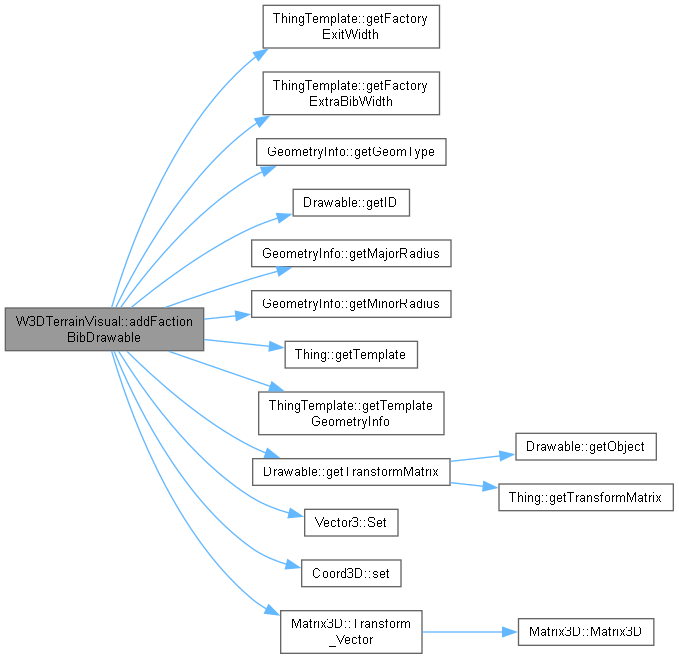 ThingTemplate::getFactory
ExitWidth
ThingTemplate::getFactory
ExtraBibWidth
GeometryInfo::getGeomType
Drawable::getID
GeometryInfo::getMajorRadius
W3DTerrainVisual::addFaction
BibDrawable
GeometryInfo::getMinorRadius
Thing::getTemplate
ThingTemplate::getTemplate
GeometryInfo
Drawable::getTransformMatrix
Drawable::getObject
Thing::getTransformMatrix
Vector3::Set
Coord3D::set
Matrix3D::Transform
_Vector
Matrix3D::Matrix3D